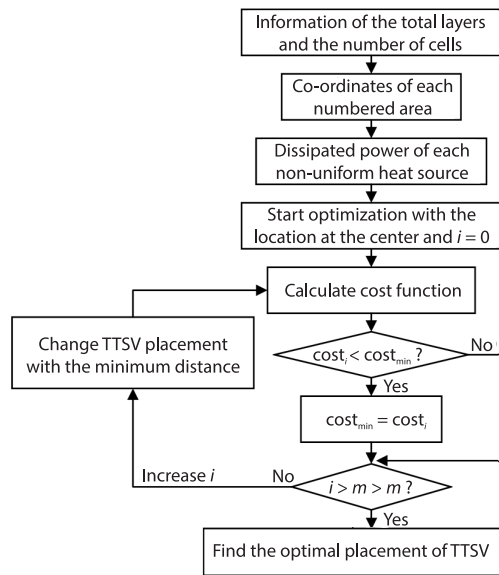 Information of the total layers
and the number of cells
Co-ordinates of each
numbered area
Dissipated power of each
non-uniform heat source
Start optimization with the
location at the center and i = 0
Calculate cost function
Change TTSV placement
with the minimum distance
costᵢ < cost_min ?
No
Yes
cost_min = costᵢ
Increase i
No
i > m > m ?
Yes
Find the optimal placement of TTSV